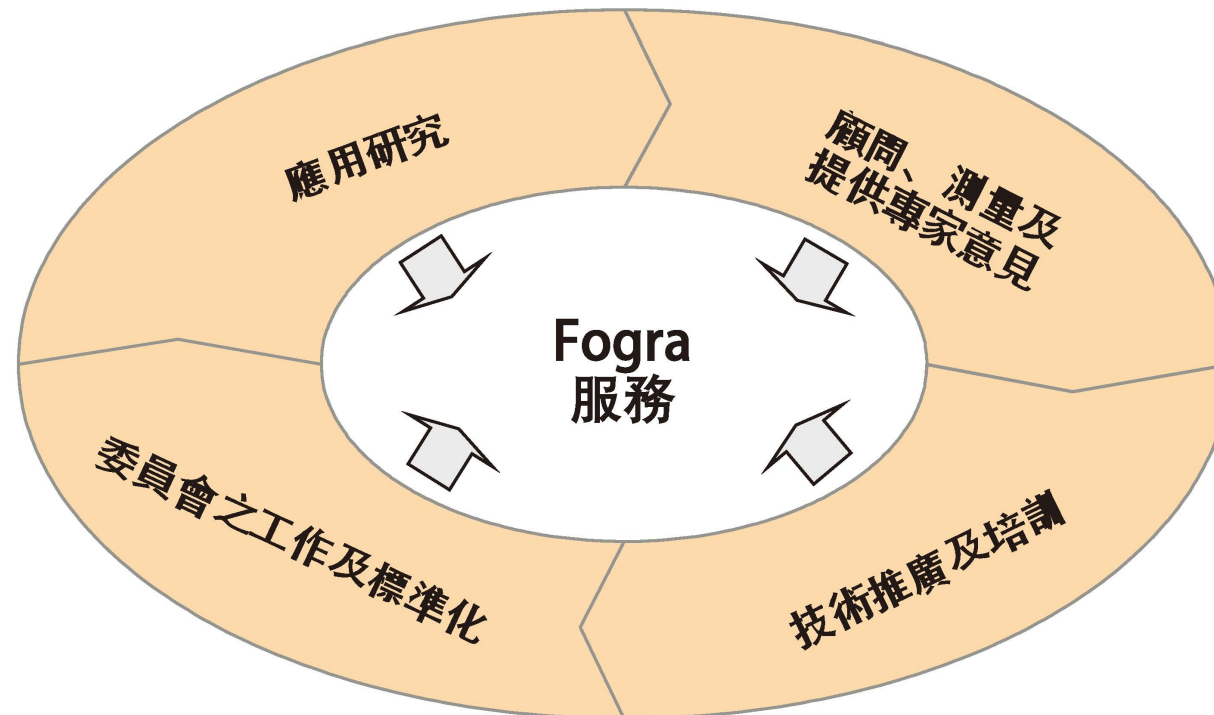 應用研究
顧問、測量及
提供專家意見
Fogra
服務
委員會之工作及標準化
技術推廣及培訓